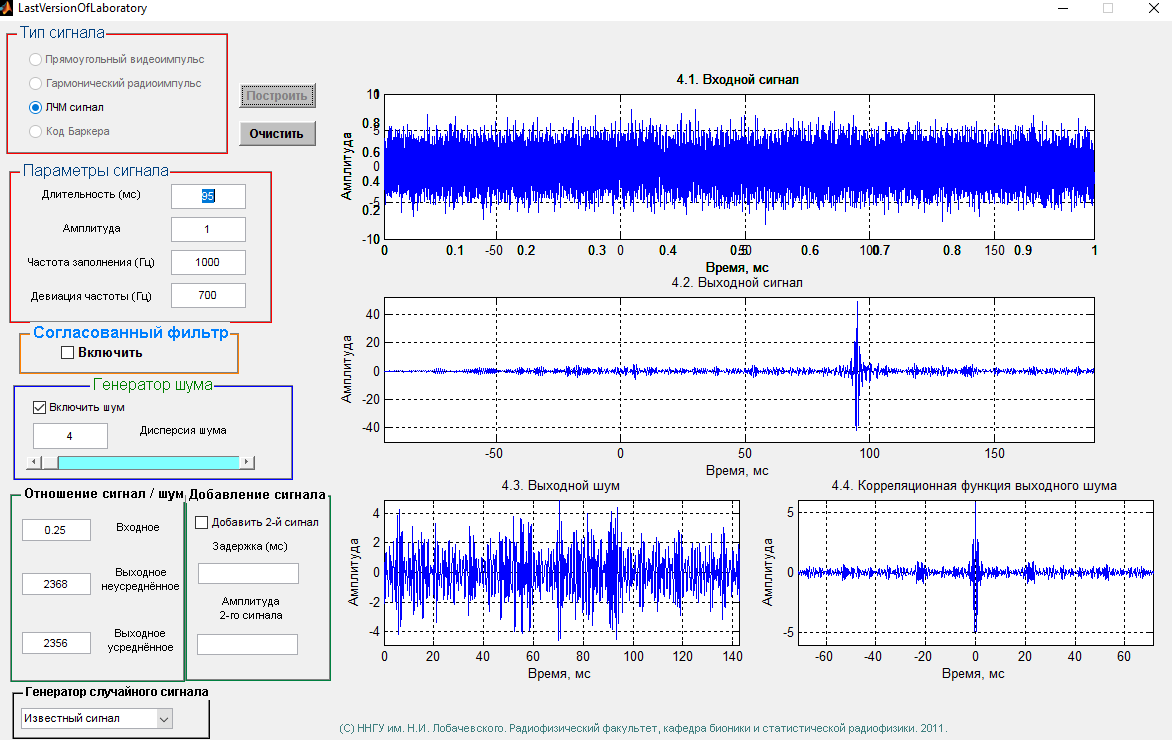 LastVersionOfLaboratory
Тип сигнала
Прямоугольный видеоимпульс
Гармонический радиоимпульс
ЛЧМ сигнал
Код Баркера
Построить
Очистить
Параметры сигнала
Длительность (мс)
95
Амплитуда
1
Частота заполнения (Гц)
1000
Девиация частоты (Гц)
700
Согласованный фильтр
Включить
Генератор шума
Включить шум
4
Дисперсия шума
Отношение сигнал / шум
0.25
Входное
2368
Выходное
неусреднённое
2356
Выходное
усреднённое
Добавление сигнала
Добавить 2-й сигнал
Задержка (мс)
Амплитуда
2-го сигнала
Генератор случайного сигнала
Известный сигнал
4.1. Входной сигнал
Амплитуда
10
1
0.8
5
0.6
0
0.4
-5
0.2
-10
0 0.1 -50 0.2 0.3 0 0.4 50 0.5 0.6 100 0.7 0.8 150 0.9 1
Время, мс
4.2. Выходной сигнал
Амплитуда
40
20
0
-20
-40
-50 0 50 100 150
Время, мс
4.3. Выходной шум
Амплитуда
4
2
0
-2
-4
0 20 40 60 80 100 120 140
Время, мс
4.4. Корреляционная функция выходного шума
Амплитуда
5
0
-5
-60 -40 -20 0 20 40 60
Время, мс
(С) ННГУ им. Н.И. Лобачевского. Радиофизический факультет, кафедра бионики и статистической радиофизики. 2011.